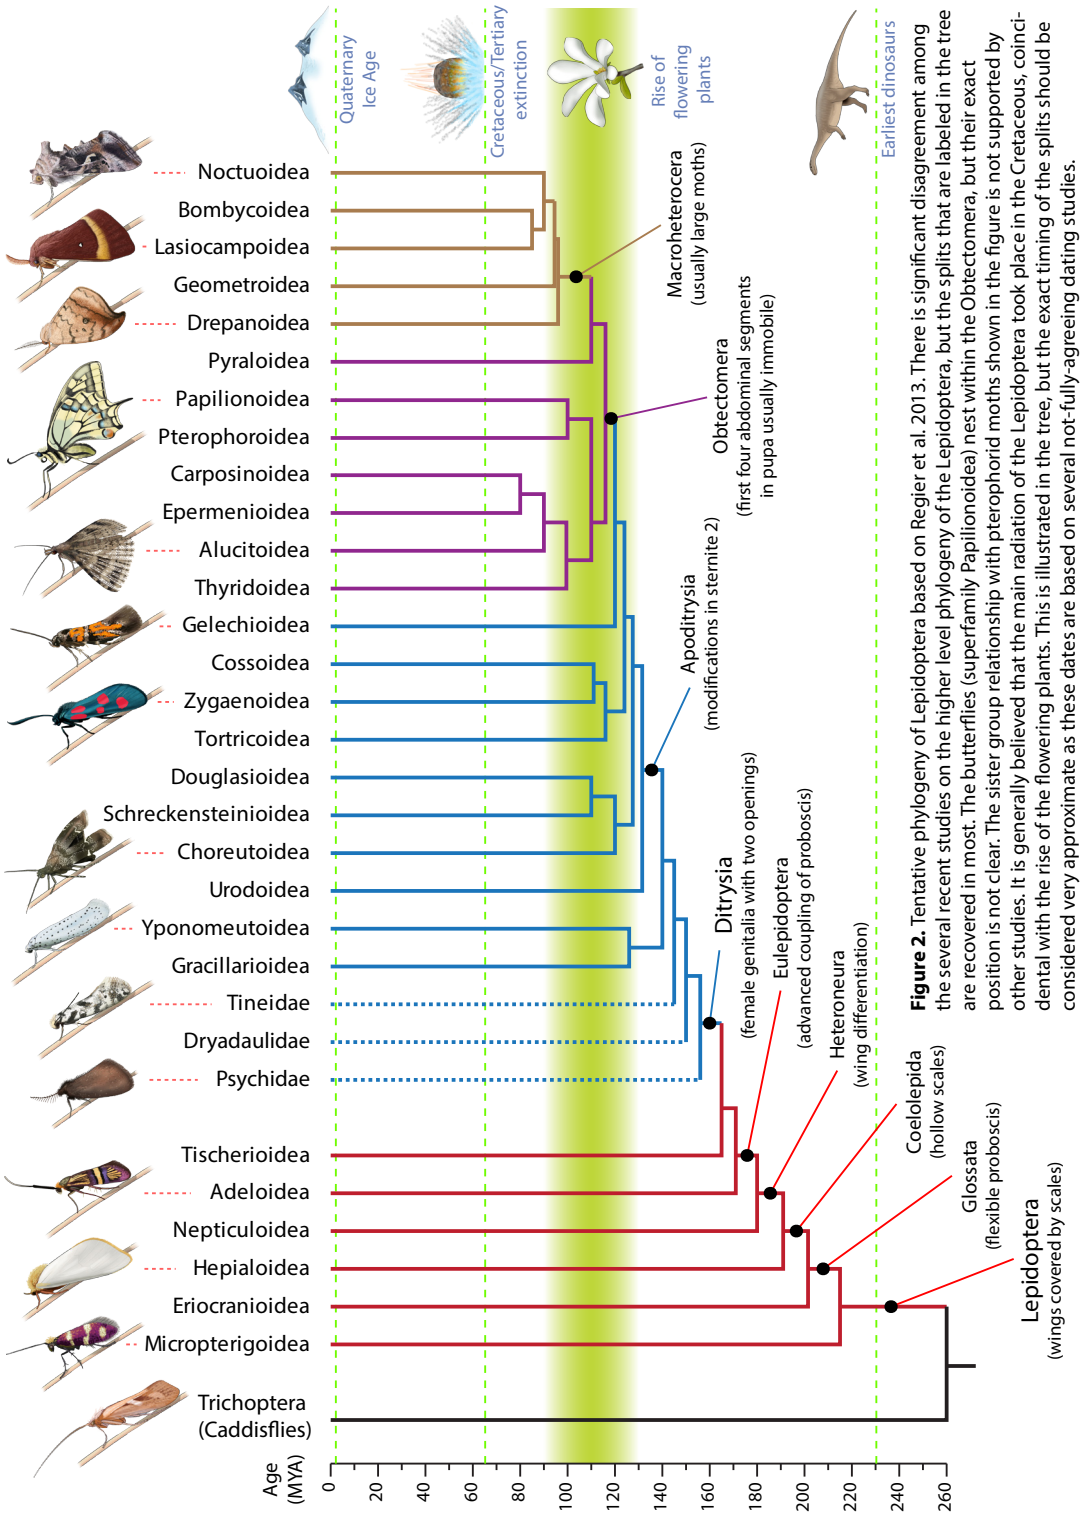 Quaternary
Ice Age
Cretaceous/Tertiary
extinction
Rise of
flowering
plants
Earliest dinosaurs
Noctuoidea
Bombycoidea
Lasiocampoidea
Geometroidea
Drepanoidea
Pyraloidea
Papilionoidea
Pterophoroidea
Carposinoidea
Epermenioidea
Alucitoidea
Thyridoidea
Gelechioidea
Cossoidea
Zygaenoidea
Tortricoidea
Douglasioidea
Schreckensteinioidea
Choreutoidea
Urodoidea
Yponomeutoidea
Gracillarioidea
Tineidae
Dryadaulidae
Psychidae
Tischerioidea
Adeloidea
Nepticuloidea
Hepialoidea
Eriocranioidea
Micropterigoidea
Trichoptera
(Caddisflies)
Macroheterocera
(usually large moths)
Obtectomera
(first four abdominal segments
in pupa usually immobile)
Apoditrysia
(modifications in sternite 2)
Ditrysia
(female genitalia with two openings)
Eulepidoptera
(advanced coupling of proboscis)
Heteroneura
(wing differentiation)
Coelolepida
(hollow scales)
Glossata
(flexible proboscis)
Lepidoptera
(wings covered by scales)
Age
(MYA)
0
20
40
60
80
100
120
140
160
180
200
220
240
260
Figure 2. Tentative phylogeny of Lepidoptera based on Regier et al. 2013. There is significant disagreement among
the several recent studies on the higher level phylogeny of the Lepidoptera, but the splits that are labeled in the tree
are recovered in most. The butterflies (superfamily Papilionoidea) nest within the Obtectomera, but their exact
position is not clear. The sister group relationship with pterophorid moths shown in the figure is not supported by
other studies. It is generally believed that the main radiation of the Lepidoptera took place in the Cretaceous, coinci-
dental with the rise of the flowering plants. This is illustrated in the tree, but the exact timing of the splits should be
considered very approximate as these dates are based on several not-fully-agreeing dating studies.